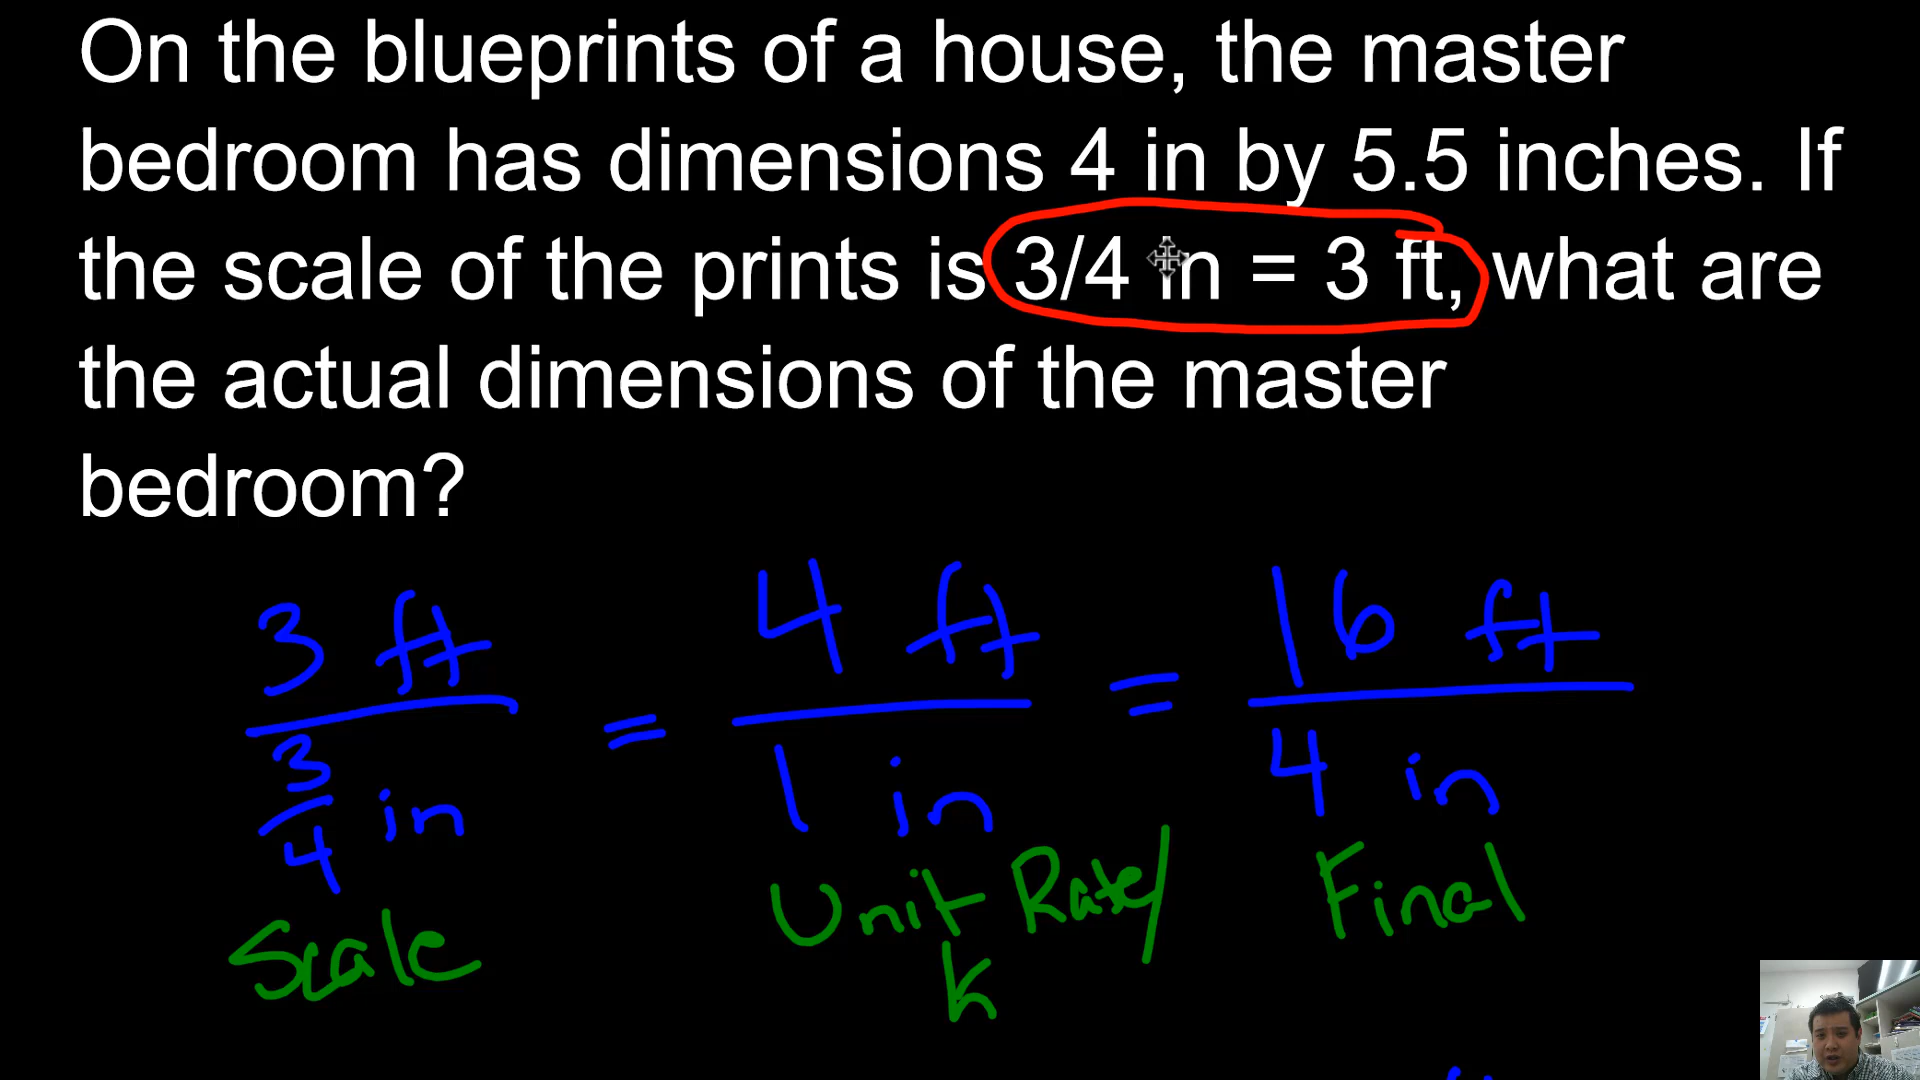 On the blueprints of a house, the master
bedroom has dimensions 4 in by 5.5 inches. If
the scale of the prints is 3/4 in = 3 ft, what are
the actual dimensions of the master
bedroom?
3 ft = 4 ft = 16 ft
3/4 in 1 in 4 in
Scale Unit Rate/ Final
k